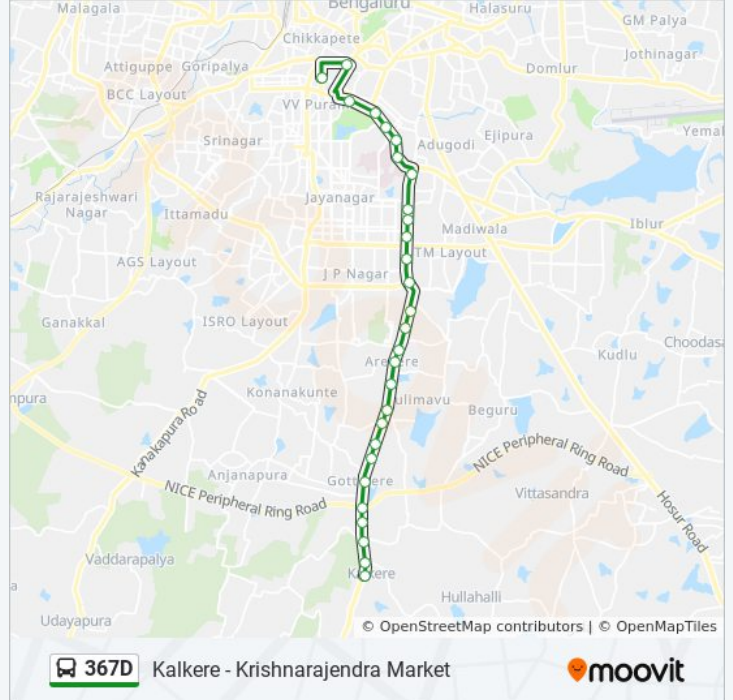 Bengaluru
Malagala
Halasuru
GM Palya
Chikkapete
Jothinagar
Attiguppe
Goripalya
Domlur
BCC Layout
VV Puram
Yemal
Srinagar
Adugodi
Ejipura
Rajarajeshwari
Nagar
Jayanagar
Ittamadu
Madiwala
Iblur
AGS Layout
TM Layout
J P Nagar
Ganakkal
ISRO Layout
Choodasa
Kudlu
Arekere
Konanakunte
npura
ulimavu
Beguru
Kanakapura Road
NICE Peripheral Ring Road
Anjanapura
Gottigere
NICE Peripheral Ring Road
Vittasandra
Hosur Road
Vaddarapalya
Kalkere
a
Hullahalli
Udayapura
© OpenStreetMap contributors | © OpenMapTiles
367D Kalkere - Krishnarajendra Market
moovit